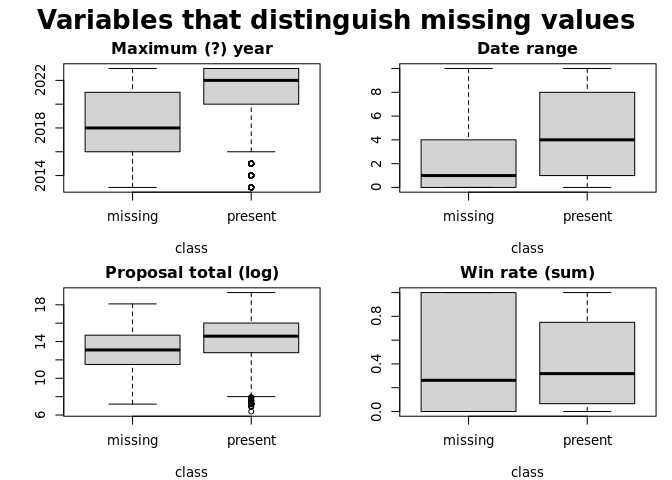 Variables that distinguish missing values
Maximum (?) year
2022
2018
2014
missing present
class
Date range
8
6
4
2
0
missing present
class
Proposal total (log)
18
14
10
6
missing present
class
Win rate (sum)
0.8
0.4
0.0
missing present
class